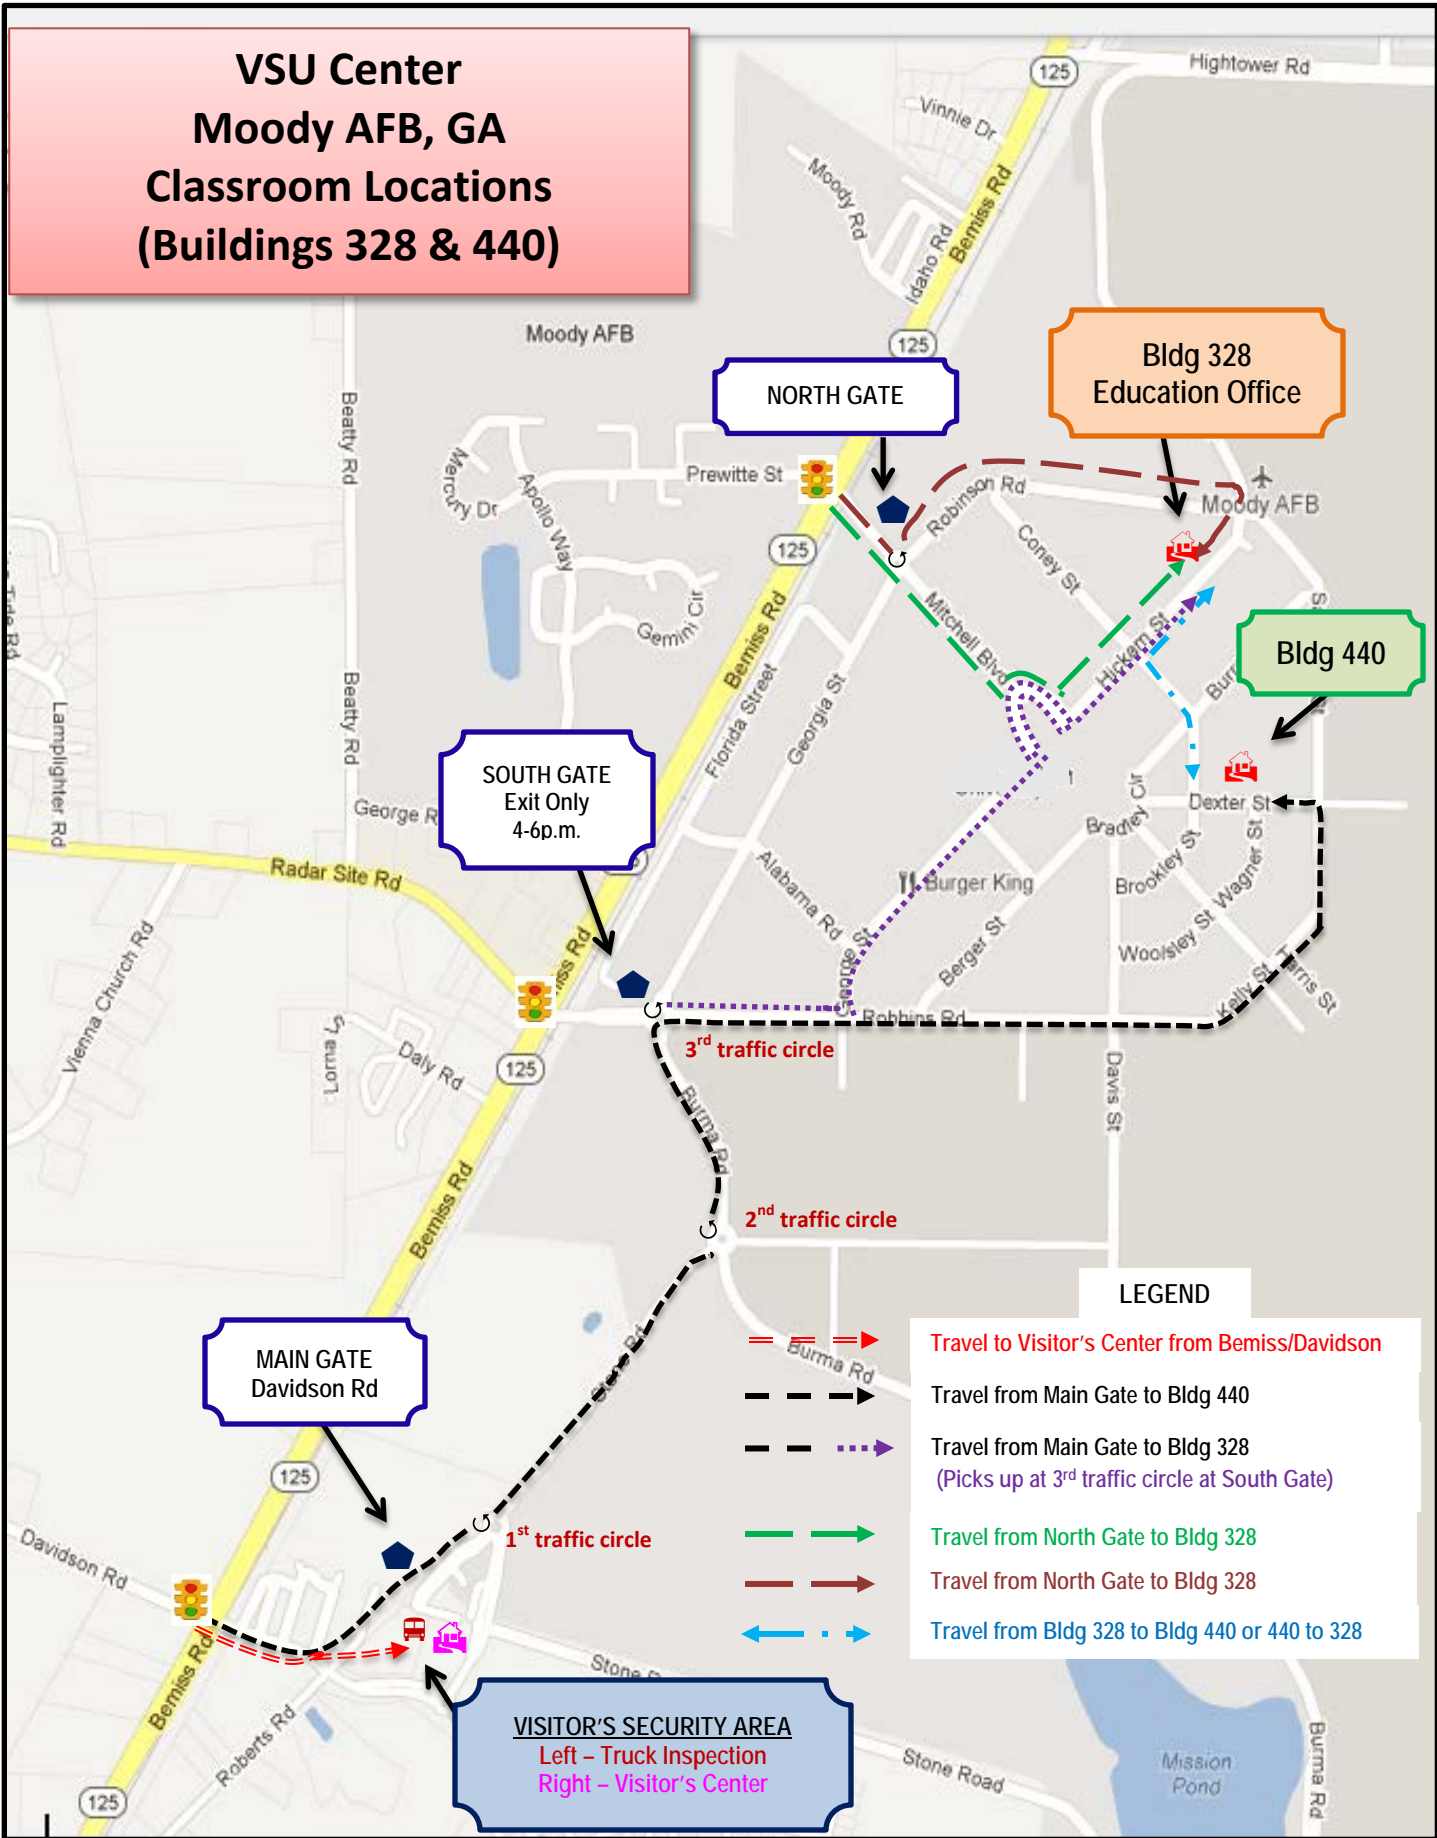 VSU Center
Moody AFB, GA
Classroom Locations
(Buildings 328 & 440)
125
Hightower Rd
Vinnie Dr
Moody Rd
Idaho Rd
Bemiss Rd
125
Moody AFB
NORTH GATE
Bldg 328
Education Office
Beatty Rd
Mercury Dr
Apollo Way
Prewitte St
Robinson Rd
Moody AFB
Coney St
125
Gemini Cir
Mitchell Blvd
Hickam St
Bldg 440
Bemiss Rd
Florida Street
Georgia St
Beatty Rd
Lamplighter Rd
SOUTH GATE
Exit Only
4-6p.m.
George R
Dexter St
Bradley Cir
Brookley St
Wagner St
Woolsley St
Radar Site Rd
Alabama Rd
Burger King
Berger St
George St
Vienna Church Rd
miss Rd
Kelly St
Harris St
Robbins Rd
3rd traffic circle
Daly Rd
125
Burma Rd
Davis St
Bemiss Rd
2nd traffic circle
MAIN GATE
Davidson Rd
Stone Rd
Burma Rd
LEGEND
Travel to Visitor's Center from Bemiss/Davidson
Travel from Main Gate to Bldg 440
Travel from Main Gate to Bldg 328
(Picks up at 3rd traffic circle at South Gate)
Travel from North Gate to Bldg 328
Travel from North Gate to Bldg 328
Travel from Bldg 328 to Bldg 440 or 440 to 328
125
1st traffic circle
Davidson Rd
Bemiss Rd
Roberts Rd
Stone
VISITOR'S SECURITY AREA
Left – Truck Inspection
Right – Visitor's Center
Stone Road
Mission
Pond
Burma Rd
125